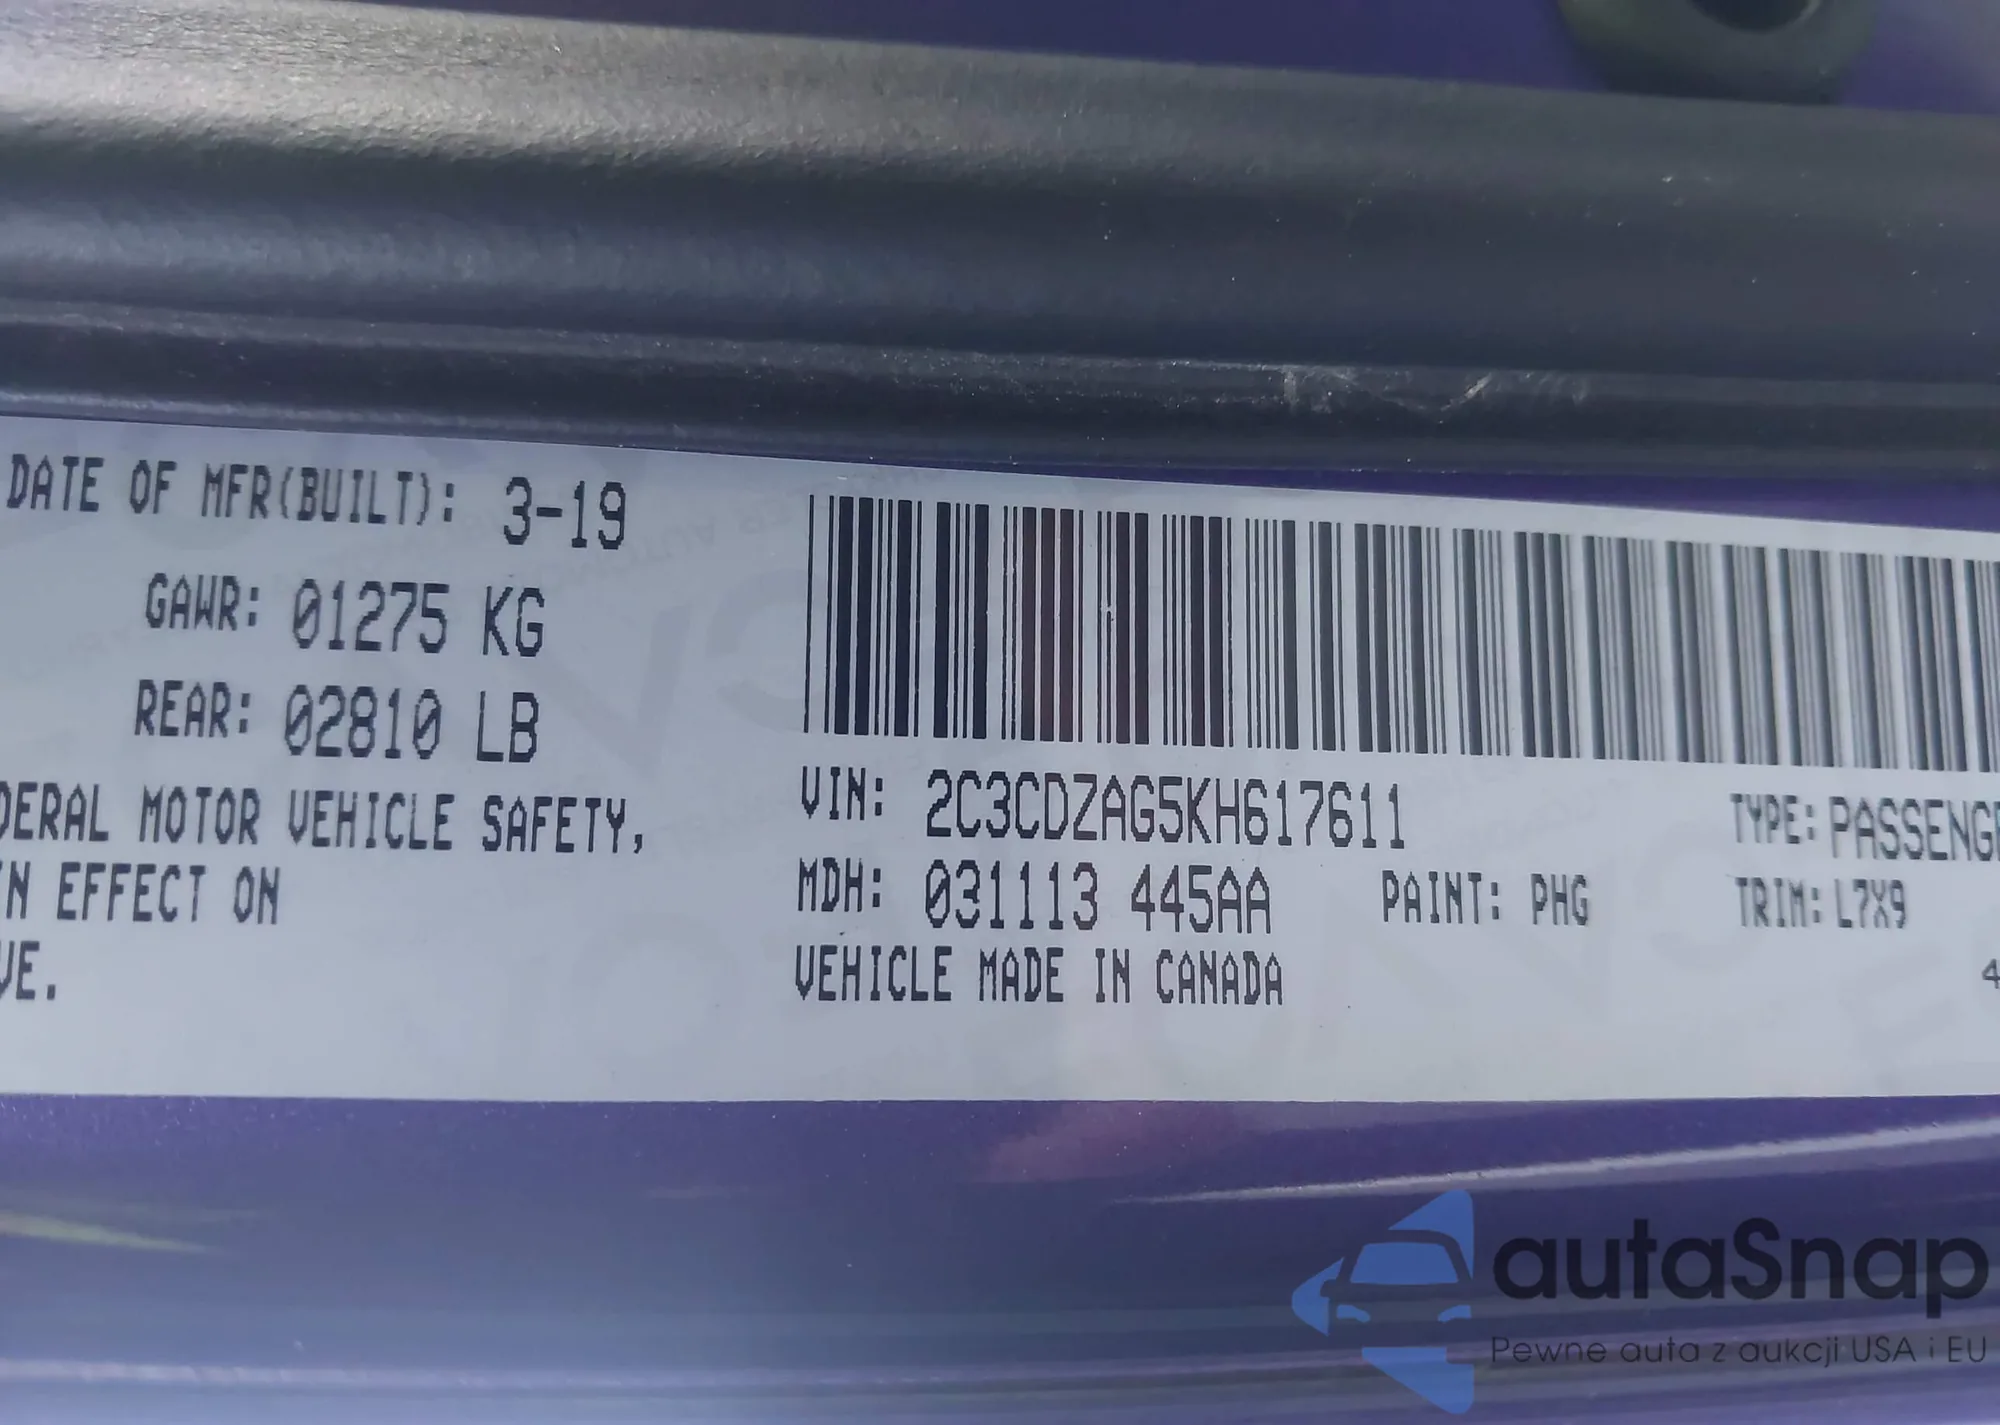 DATE OF MFR(BUILT): 3-19
GAWR: 01275 KG
REAR: 02810 LB
DERAL MOTOR VEHICLE SAFETY,
N EFFECT ON
VE.
VIN: 2C3CDZAG5KH617611
TYPE: PASSENGE
MDH: 031113 445AA PAINT: PHG TRIM: L7X9
VEHICLE MADE IN CANADA
4
autaSnap
Pewne auta z aukcji USA i EU